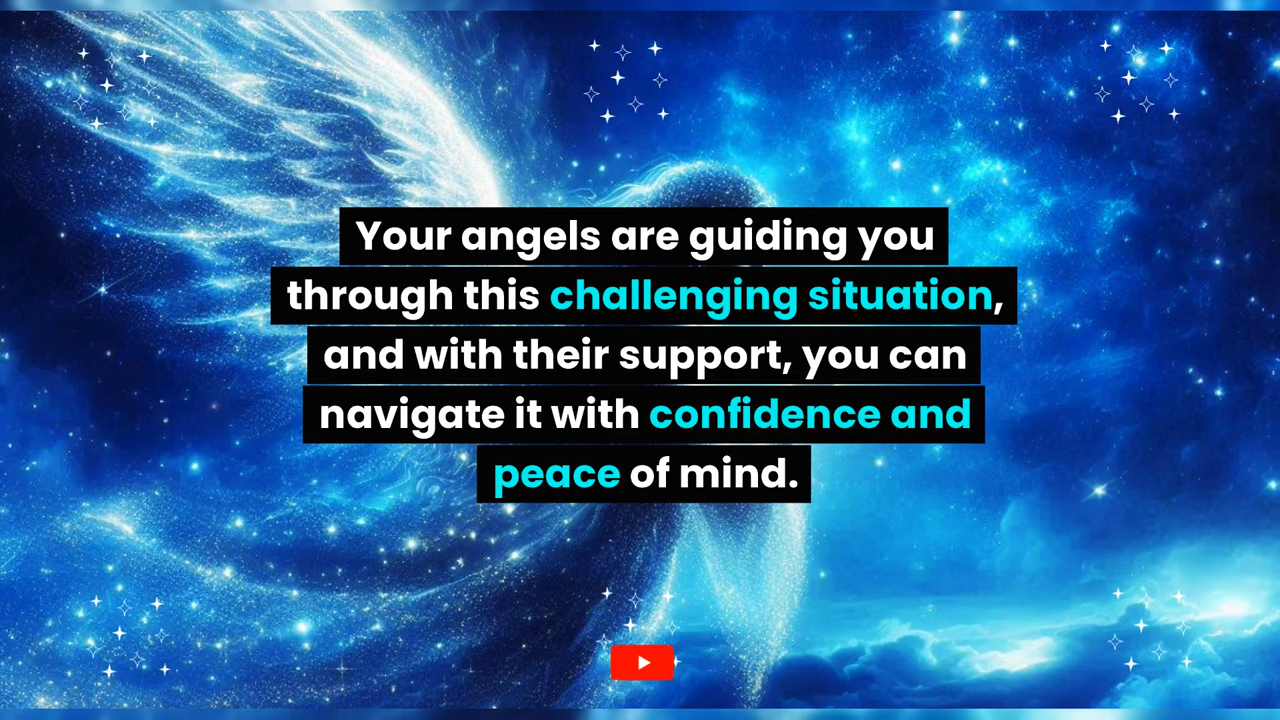 Your angels are guiding you
through this challenging situation,
and with their support, you can
navigate it with confidence and
peace of mind.